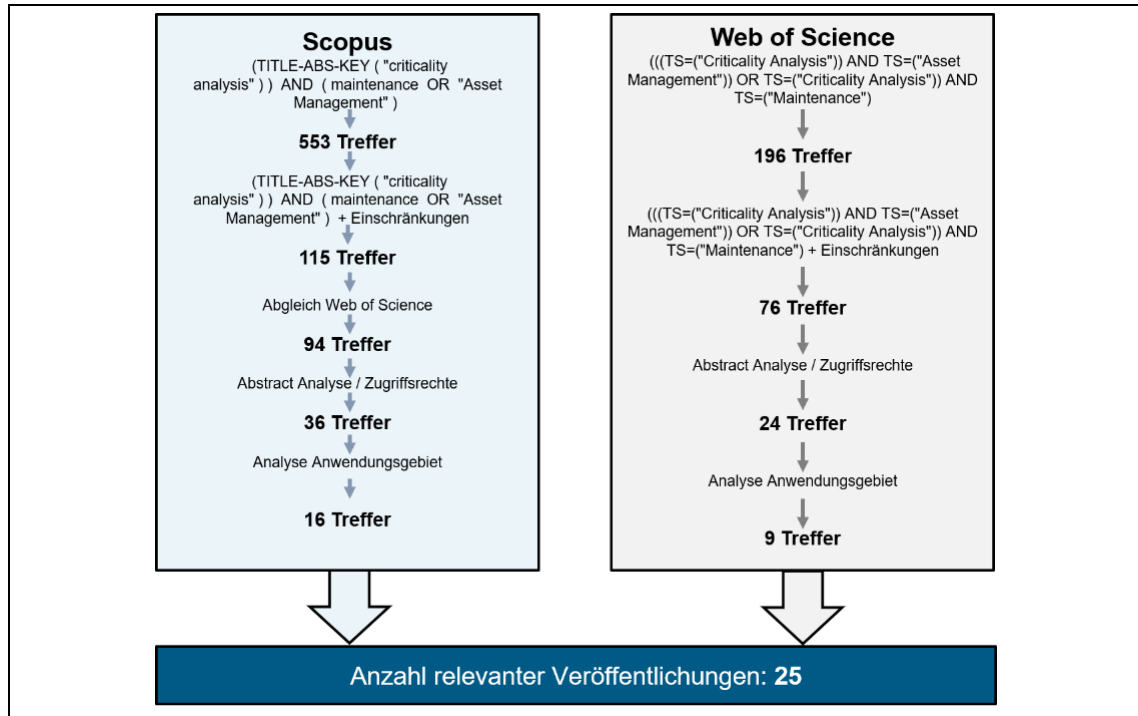 Scopus
(TITLE-ABS-KEY ( "criticality
analysis" ) ) AND ( maintenance OR "Asset
Management" )
553 Treffer
(TITLE-ABS-KEY ( "criticality
analysis" ) ) AND ( maintenance OR "Asset
Management" ) + Einschränkungen
115 Treffer
Abgleich Web of Science
94 Treffer
Abstract Analyse / Zugriffsrechte
36 Treffer
Analyse Anwendungsgebiet
16 Treffer
Web of Science
(((TS=("Criticality Analysis")) AND TS=("Asset
Management")) OR TS=("Criticality Analysis")) AND
TS=("Maintenance")
196 Treffer
(((TS=("Criticality Analysis")) AND TS=("Asset
Management")) OR TS=("Criticality Analysis")) AND
TS=("Maintenance") + Einschränkungen
76 Treffer
Abstract Analyse / Zugriffsrechte
24 Treffer
Analyse Anwendungsgebiet
9 Treffer
Anzahl relevanter Veröffentlichungen: 25